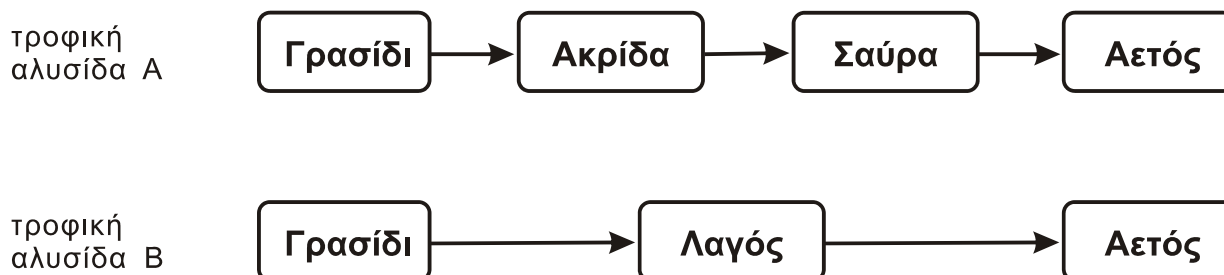 τροφική
αλυσίδα Α
Γρασίδι Ακρίδα Σαύρα Αετός
τροφική
αλυσίδα Β
Γρασίδι Λαγός Αετός